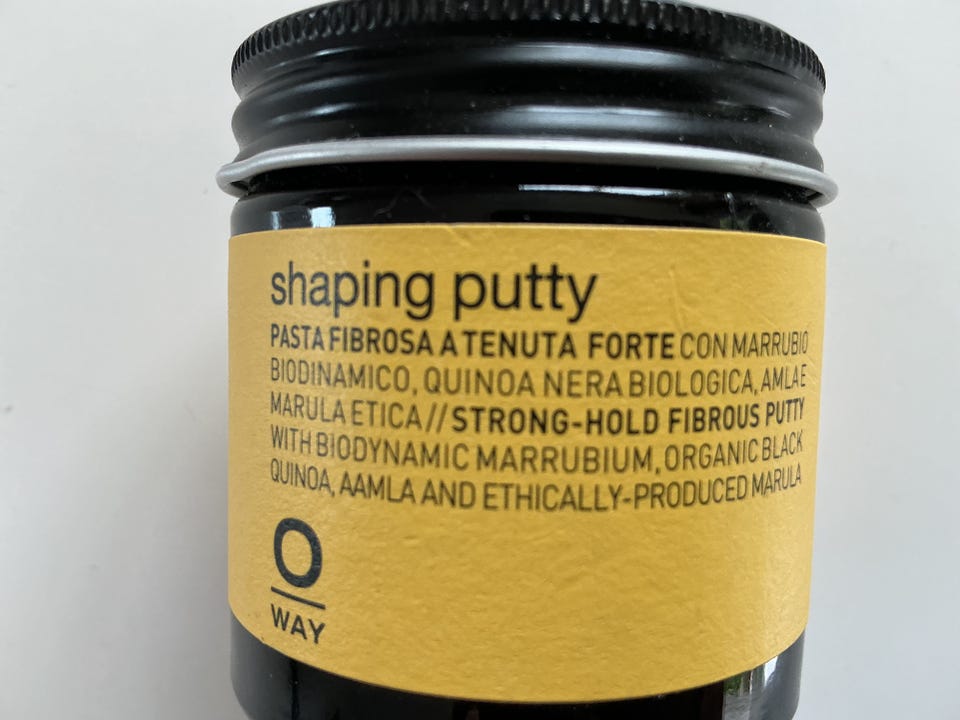 shaping putty
PASTA FIBROSA A TENUTA FORTE CON MARRUBIO
BIODINAMICO, QUINOA NERA BIOLOGICA, AMLA E
MARULA ETICA // STRONG-HOLD FIBROUS PUTTY
WITH BIODYNAMIC MARRUBIUM, ORGANIC BLACK
QUINOA, AAMLA AND ETHICALLY-PRODUCED MARULA
O
WAY